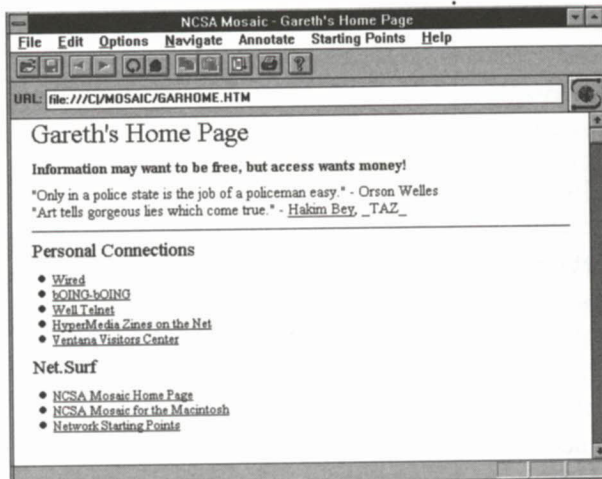 NCSA Mosaic - Gareth's Home Page
File Edit Options Navigate Annotate Starting Points Help
URL: file:///C|/MOSAIC/GARHOME.HTM
Gareth's Home Page
Information may want to be free, but access wants money!
"Only in a police state is the job of a policeman easy." - Orson Welles
"Art tells gorgeous lies which come true." - Hakim Bey, _TAZ_
Personal Connections
Wired
bOING-bOING
Well Telnet
HyperMedia Zines on the Net
Ventana Visitors Center
Net.Surf
NCSA Mosaic Home Page
NCSA Mosaic for the Macintosh
Network Starting Points